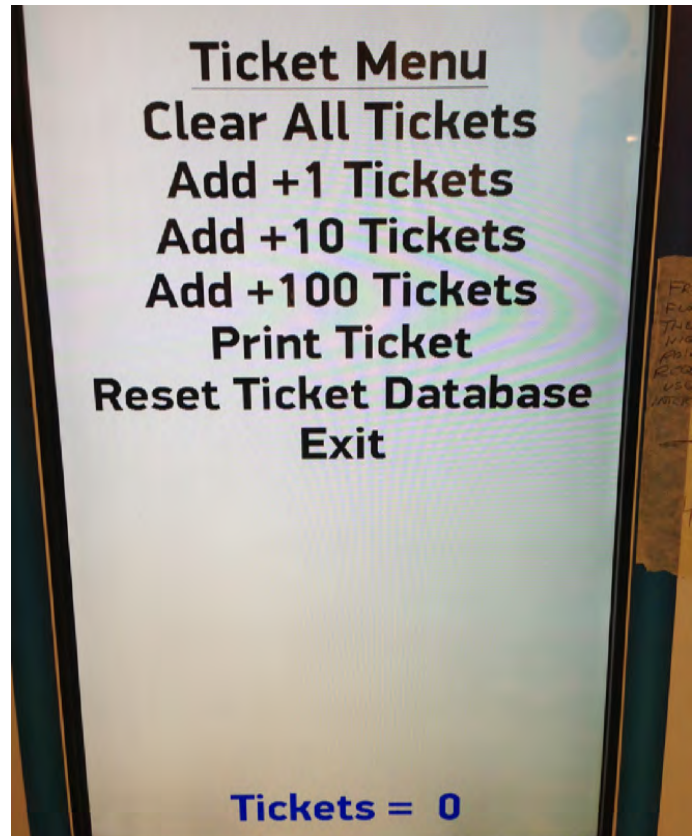 Ticket Menu
Clear All Tickets
Add +1 Tickets
Add +10 Tickets
Add +100 Tickets
Print Ticket
Reset Ticket Database
Exit
Tickets = 0